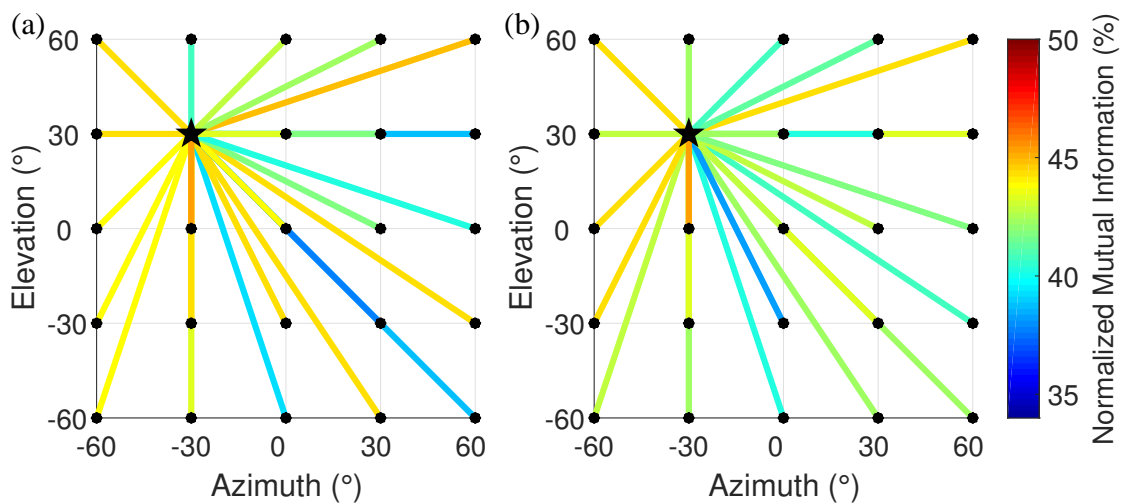 (a)
60
30
0
-30
-60
Elevation (°)
-60 -30 0 30 60
Azimuth (°)
(b)
60
30
0
-30
-60
Elevation (°)
-60 -30 0 30 60
Azimuth (°)
50
45
40
35
Normalized Mutual Information (%)